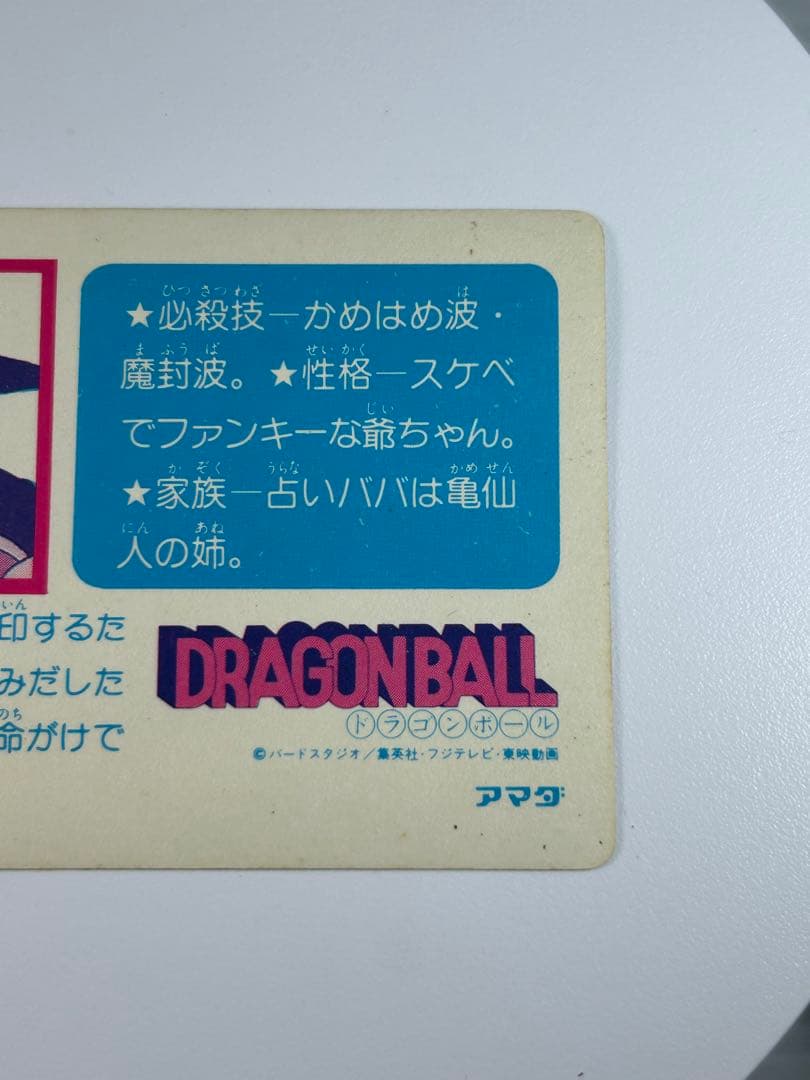 ★必殺技―かめはめ波・
魔封波。★性格―スケベ
でファンキーな爺ちゃん。
★家族―占いババは亀仙
人の姉。
印するた
みだした
命がけで
DRAGON BALL
ドラゴンボール
©バードスタジオ／集英社・フジテレビ・東映動画
アマダ